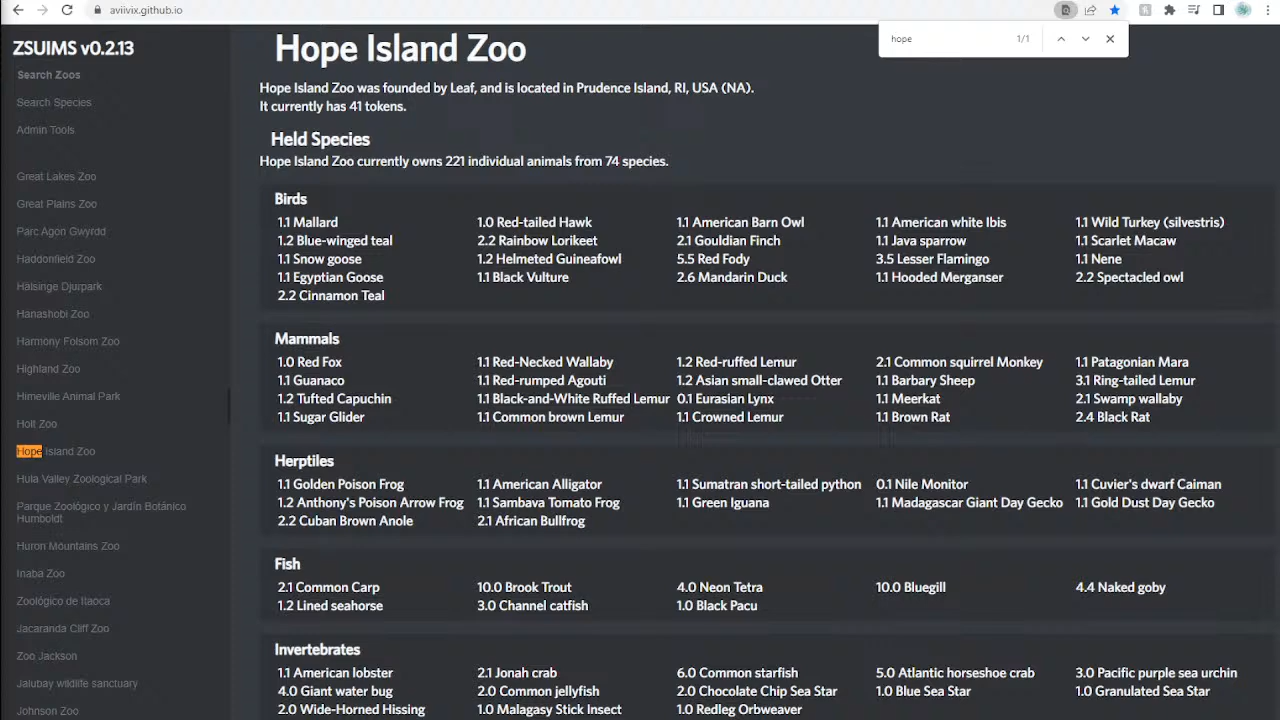 aviivix.github.io
hope 1/1
ZSUIMS v0.2.13
Search Zoos
Search Species
Admin Tools
Great Lakes Zoo
Great Plains Zoo
Parc Agon Gwyrdd
Haddonfield Zoo
Hälsinge Djurpark
Hanashobi Zoo
Harmony Folsom Zoo
Highland Zoo
Himeville Animal Park
Holt Zoo
Hope Island Zoo
Hula Valley Zoological Park
Parque Zoológico y Jardín Botánico
Humboldt
Huron Mountains Zoo
Inaba Zoo
Zoológico de Itaoca
Jacaranda Cliff Zoo
Zoo Jackson
Jalubay wildlife sanctuary
Johnson Zoo
Hope Island Zoo
Hope Island Zoo was founded by Leaf, and is located in Prudence Island, RI, USA (NA).
It currently has 41 tokens.
Held Species
Hope Island Zoo currently owns 221 individual animals from 74 species.
Birds
1.1 Mallard 1.0 Red-tailed Hawk 1.1 American Barn Owl 1.1 American white Ibis 1.1 Wild Turkey (silvestris)
1.2 Blue-winged teal 2.2 Rainbow Lorikeet 2.1 Gouldian Finch 1.1 Java sparrow 1.1 Scarlet Macaw
1.1 Snow goose 1.2 Helmeted Guineafowl 5.5 Red Fody 3.5 Lesser Flamingo 1.1 Nene
1.1 Egyptian Goose 1.1 Black Vulture 2.6 Mandarin Duck 1.1 Hooded Merganser 2.2 Spectacled owl
2.2 Cinnamon Teal
Mammals
1.0 Red Fox 1.1 Red-Necked Wallaby 1.2 Red-ruffed Lemur 2.1 Common squirrel Monkey 1.1 Patagonian Mara
1.1 Guanaco 1.1 Red-rumped Agouti 1.2 Asian small-clawed Otter 1.1 Barbary Sheep 3.1 Ring-tailed Lemur
1.2 Tufted Capuchin 1.1 Black-and-White Ruffed Lemur 0.1 Eurasian Lynx 1.1 Meerkat 2.1 Swamp wallaby
1.1 Sugar Glider 1.1 Common brown Lemur 1.1 Crowned Lemur 1.1 Brown Rat 2.4 Black Rat
Herptiles
1.1 Golden Poison Frog 1.1 American Alligator 1.1 Sumatran short-tailed python 0.1 Nile Monitor 1.1 Cuvier's dwarf Caiman
1.2 Anthony's Poison Arrow Frog 1.1 Sambava Tomato Frog 1.1 Green Iguana 1.1 Madagascar Giant Day Gecko 1.1 Gold Dust Day Gecko
2.2 Cuban Brown Anole 2.1 African Bullfrog
Fish
2.1 Common Carp 10.0 Brook Trout 4.0 Neon Tetra 10.0 Bluegill 4.4 Naked goby
1.2 Lined seahorse 3.0 Channel catfish 1.0 Black Pacu
Invertebrates
1.1 American lobster 2.1 Jonah crab 6.0 Common starfish 5.0 Atlantic horseshoe crab 3.0 Pacific purple sea urchin
4.0 Giant water bug 2.0 Common jellyfish 2.0 Chocolate Chip Sea Star 1.0 Blue Sea Star 1.0 Granulated Sea Star
2.0 Wide-Horned Hissing 1.0 Malagasy Stick Insect 1.0 Redleg Orbweaver